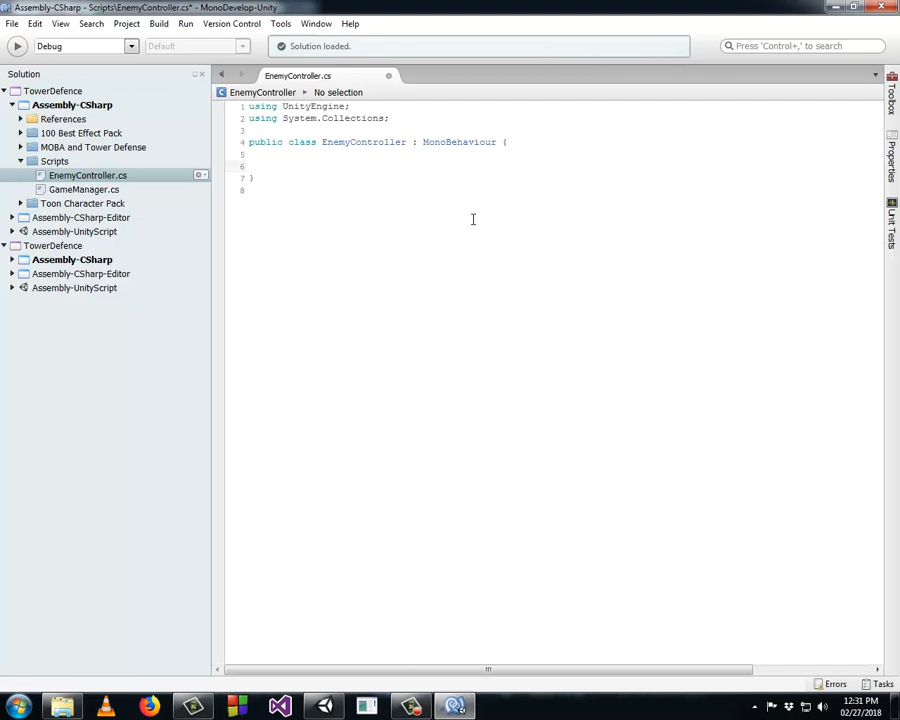 Assembly-CSharp - Scripts\EnemyController.cs* - MonoDevelop-Unity
File Edit View Search Project Build Run Version Control Tools Window Help
Debug Default Solution loaded. Press 'Control+,' to search
Solution
TowerDefence
Assembly-CSharp
References
100 Best Effect Pack
MOBA and Tower Defense
Scripts
EnemyController.cs
GameManager.cs
Toon Character Pack
Assembly-CSharp-Editor
Assembly-UnityScript
TowerDefence
Assembly-CSharp
Assembly-CSharp-Editor
Assembly-UnityScript
EnemyController.cs
EnemyController No selection
1 using UnityEngine;
2 using System.Collections;
3
4 public class EnemyController : MonoBehaviour {
5
6
7 }
8
Toolbox
Properties
Unit Tests
Errors Tasks
12:31 PM
02/27/2018